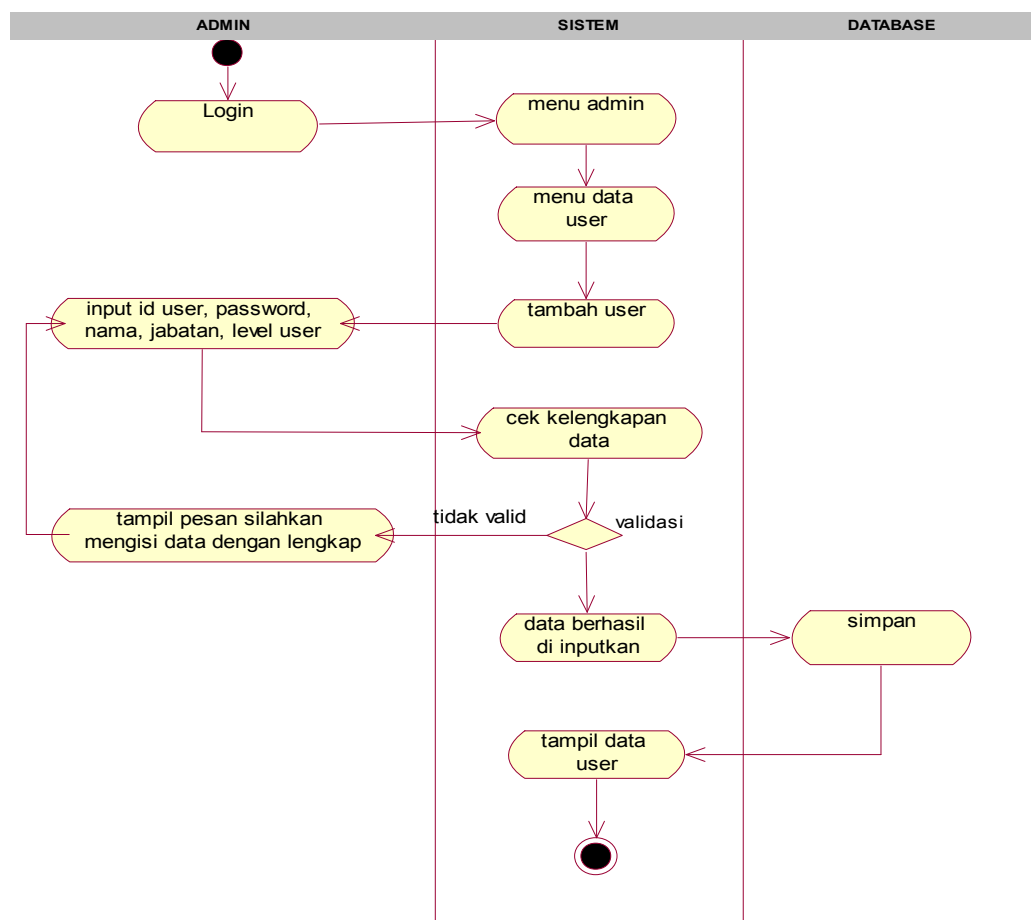 ADMIN
SISTEM
DATABASE
Login
menu admin
menu data
user
tambah user
input id user, password,
nama, jabatan, level user
cek kelengkapan
data
validasi
tidak valid
tampil pesan silahkan
mengisi data dengan lengkap
data berhasil
di inputkan
simpan
tampil data
user